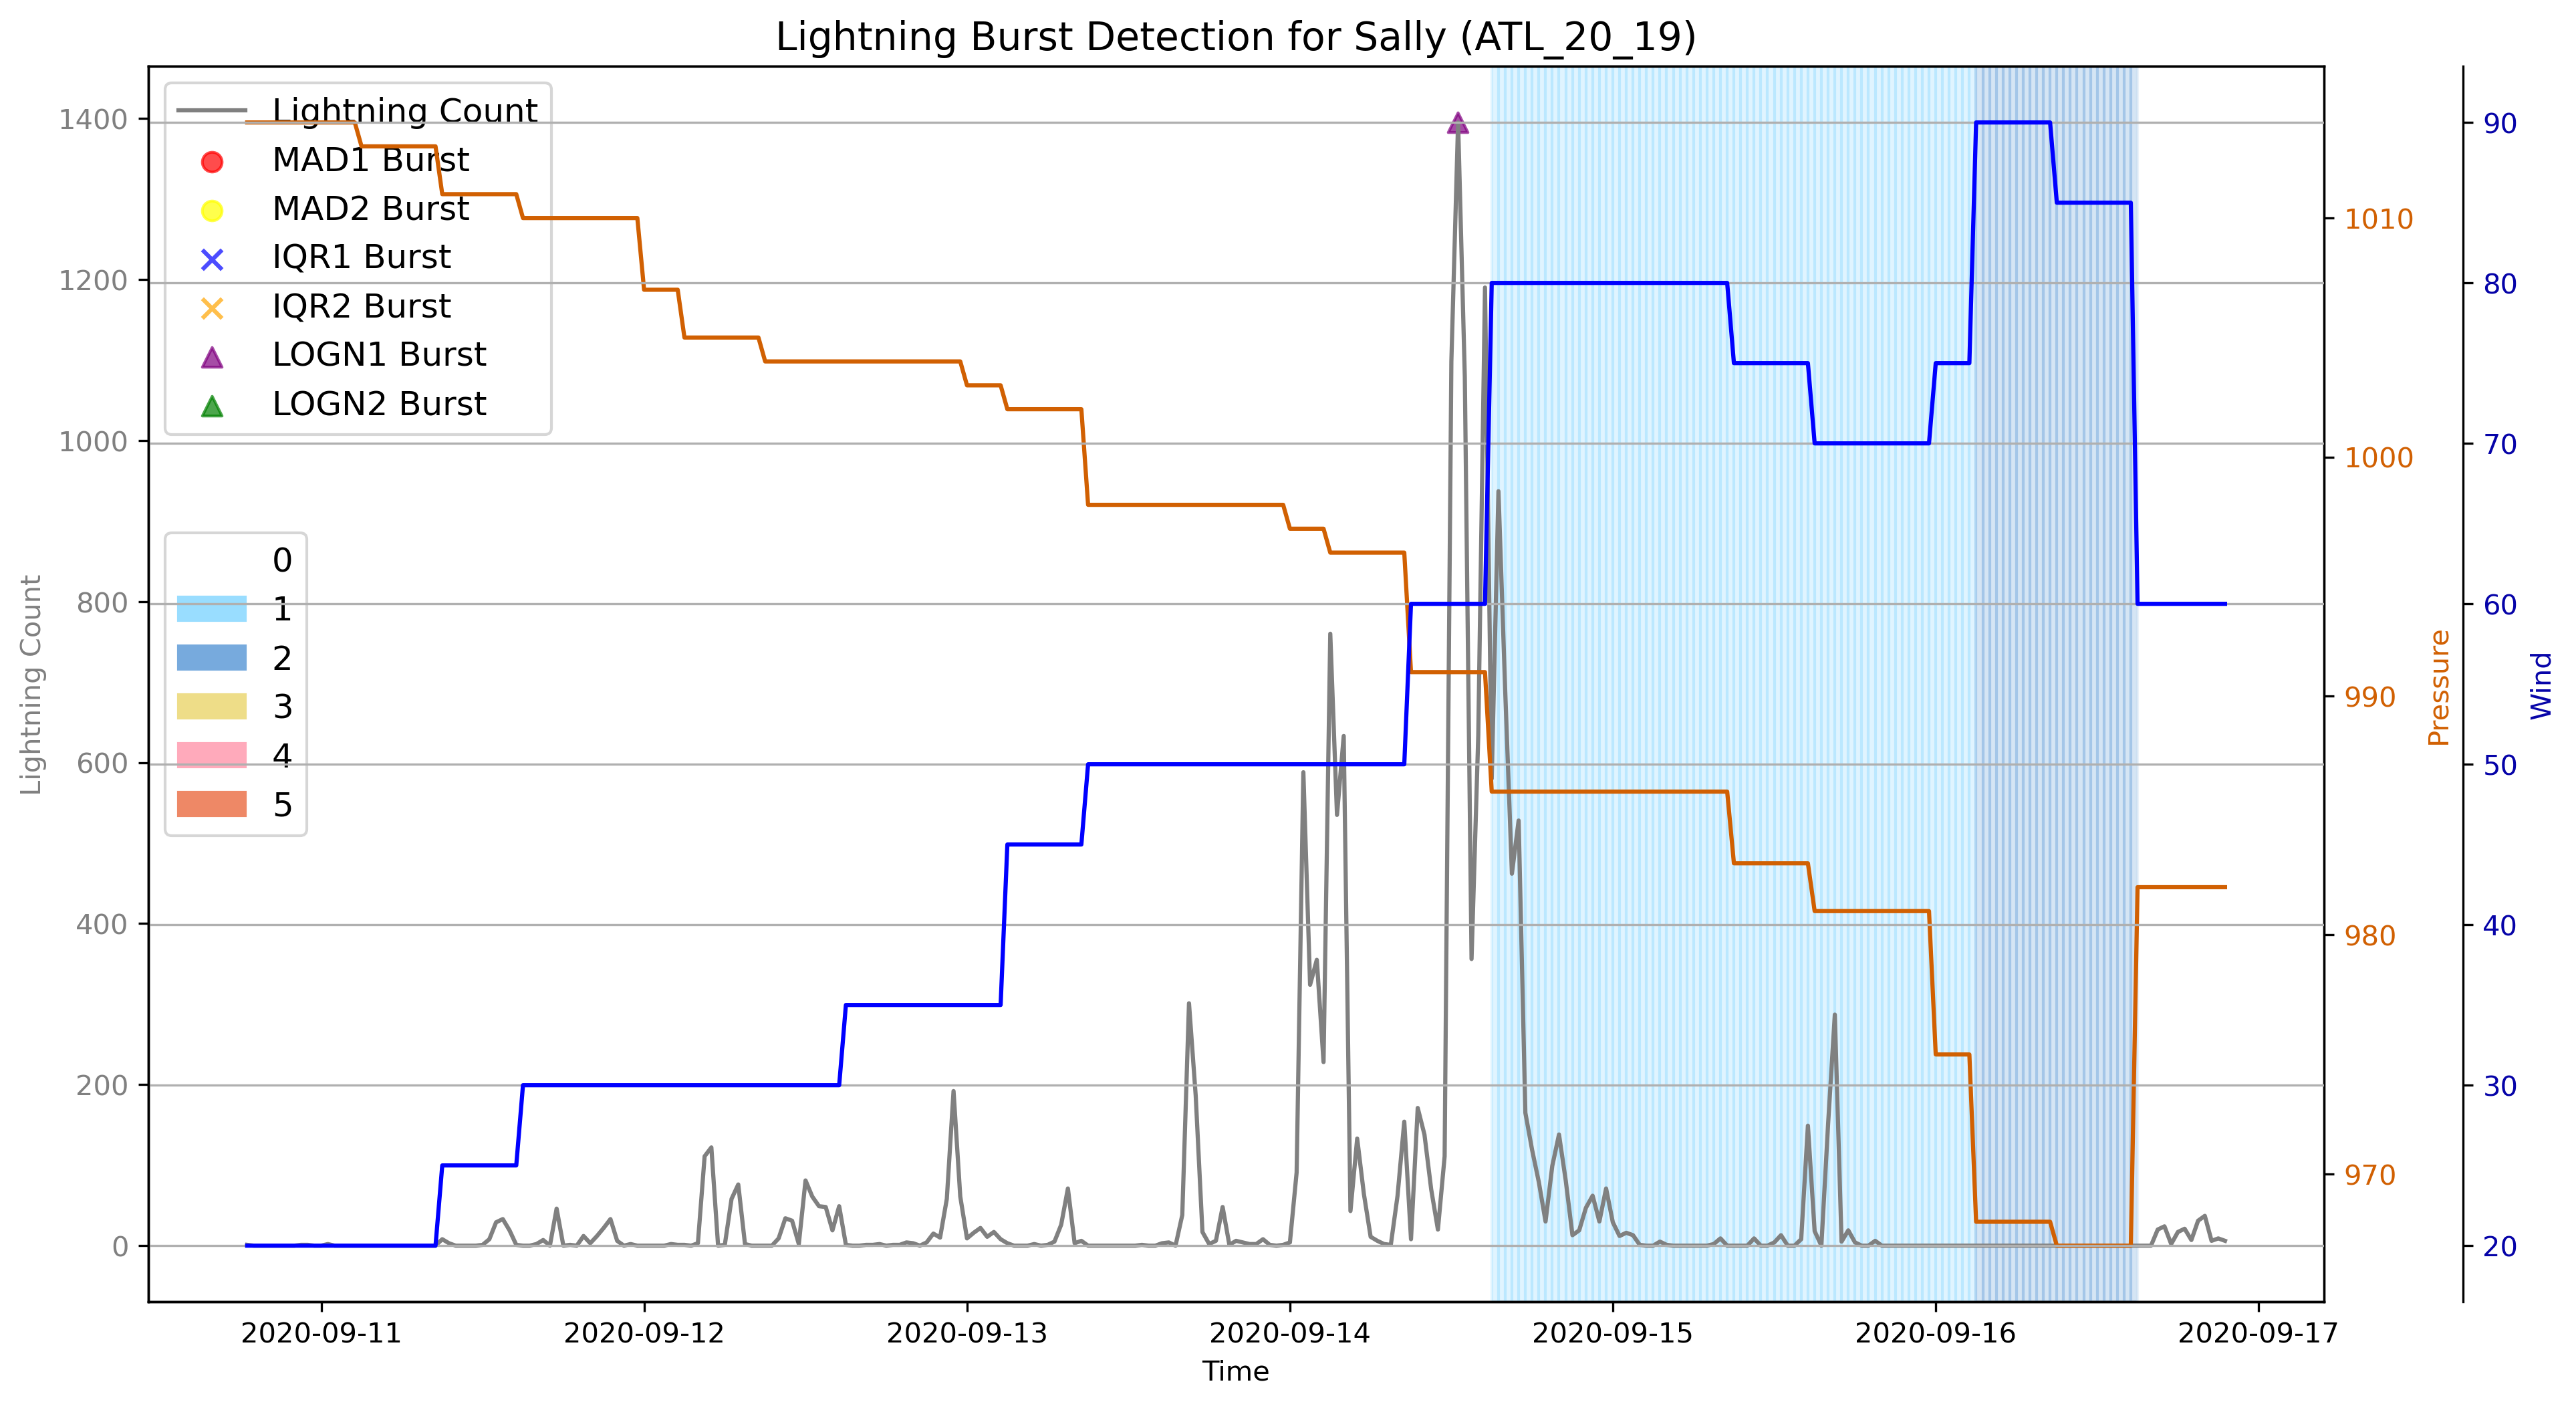 Lightning Burst Detection for Sally (ATL_20_19)
Lightning Count
MAD1 Burst
MAD2 Burst
IQR1 Burst
IQR2 Burst
LOGN1 Burst
LOGN2 Burst
0
1
2
3
4
5
Lightning Count
1400
1200
1000
800
600
400
200
0
1010
1000
990
980
970
Pressure
90
80
70
60
50
40
30
20
Wind
2020-09-11
2020-09-12
2020-09-13
2020-09-14
2020-09-15
2020-09-16
2020-09-17
Time